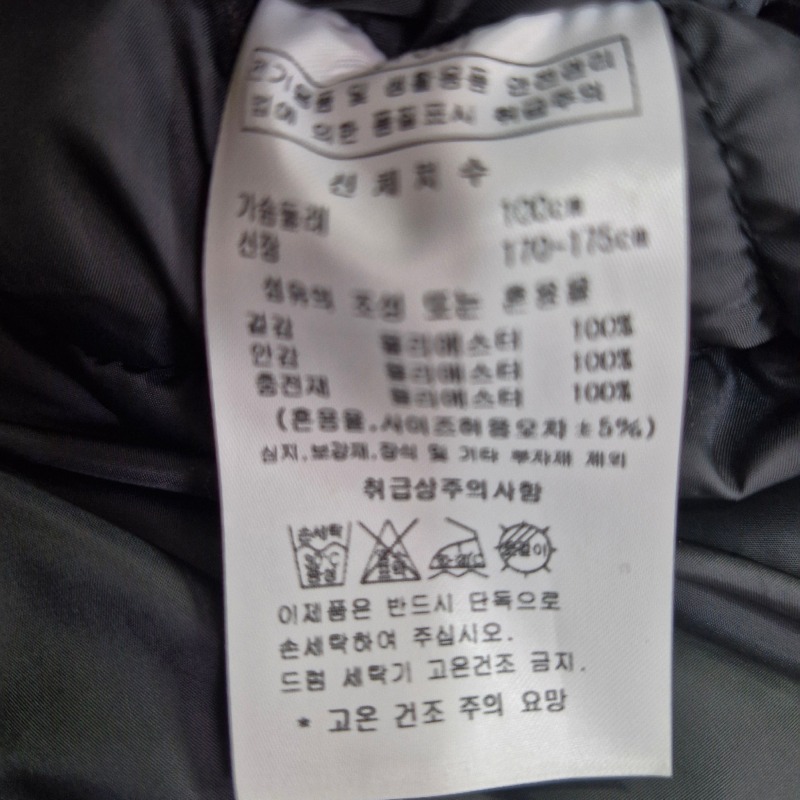 전기용품 및 생활용품 안전관리
법에 의한 품질표시 취급주의
신체치수
가슴둘레 100cm
신장 170-175cm
섬유의 조성 또는 혼용율
겉감 폴리에스터 100%
안감 폴리에스터 100%
충전재 폴리에스터 100%
(혼용율,사이즈허용오차 ±5%)
심지,보강재,장식 및 기타 부자재 제외
취급상주의사항
손세탁
옷걸이
이제품은 반드시 단독으로
손세탁하여 주십시오.
드럼 세탁기 고온건조 금지.
* 고온 건조 주의 요망